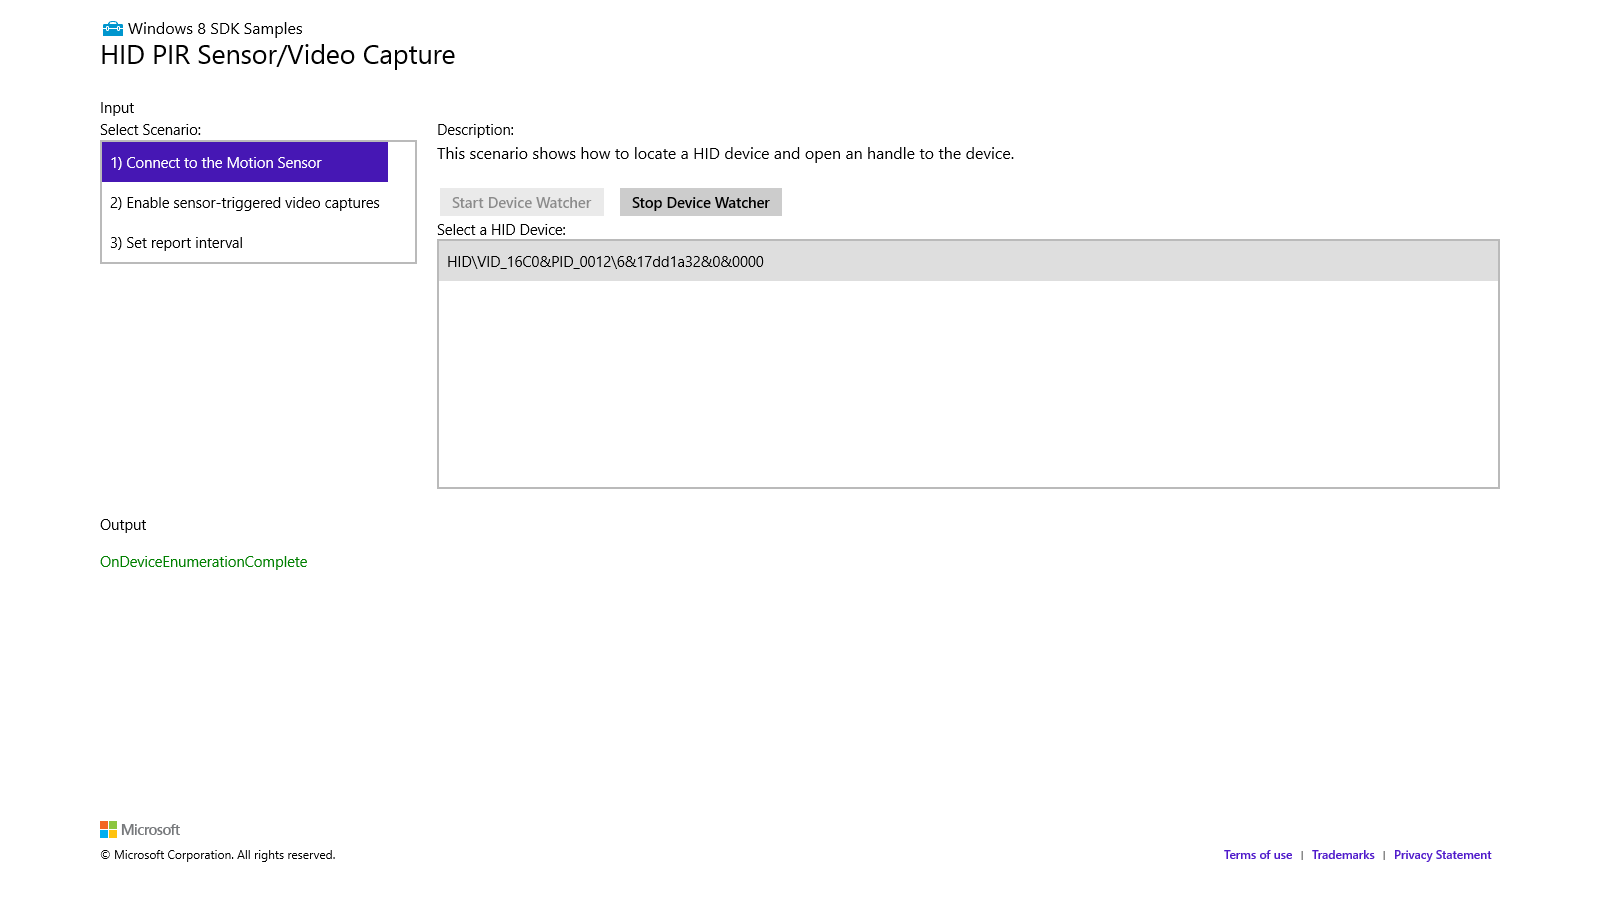 Windows 8 SDK Samples
HID PIR Sensor/Video Capture
Input
Select Scenario:
1) Connect to the Motion Sensor
2) Enable sensor-triggered video captures
3) Set report interval
Description:
This scenario shows how to locate a HID device and open an handle to the device.
Start Device Watcher Stop Device Watcher
Select a HID Device:
HID\VID_16C0&PID_0012\6&17dd1a32&0&0000
Output
OnDeviceEnumerationComplete
Microsoft
© Microsoft Corporation. All rights reserved.
Terms of use | Trademarks | Privacy Statement